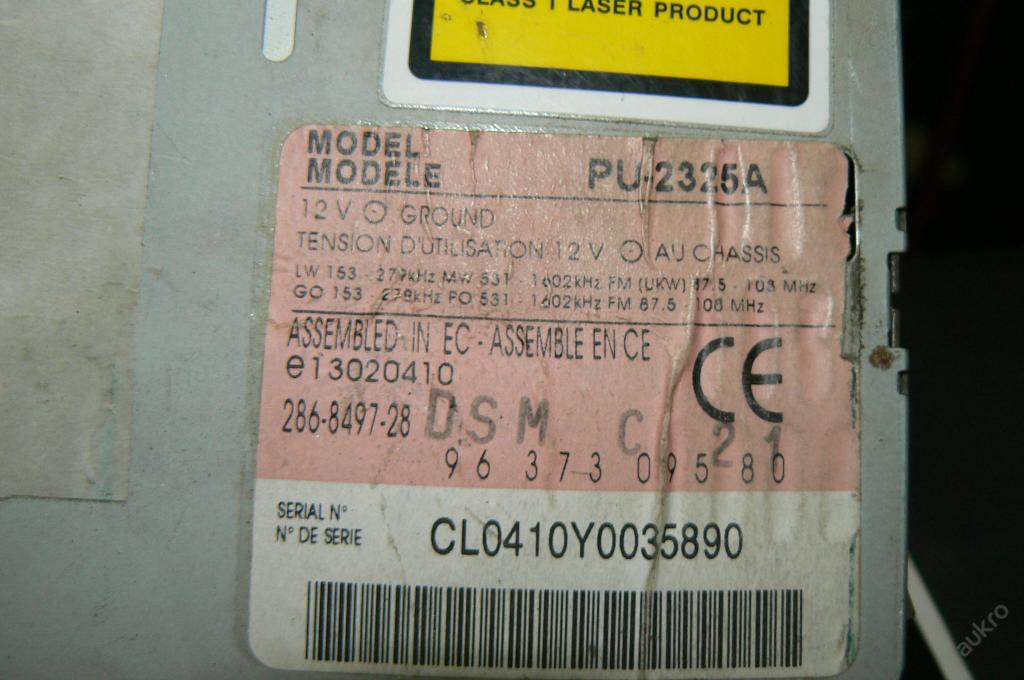 CLASS 1 LASER PRODUCT
MODEL
MODÈLE PU-2325A
12 V ⊖ GROUND
TENSION D'UTILISATION 12 V ⊖ AU CHASSIS
LW 153 - 279kHz MW 531 - 1602kHz FM (UKW) 87.5 - 108 MHz
GO 153 - 279kHz PO 531 - 1602kHz FM 87.5 - 108 MHz
ASSEMBLED IN EC - ASSEMBLE EN CE
e13020410
CE
286-8497-28 DSM C 21
96 373 095 80
SERIAL N°
N° DE SERIE CL0410Y0035890
aukro